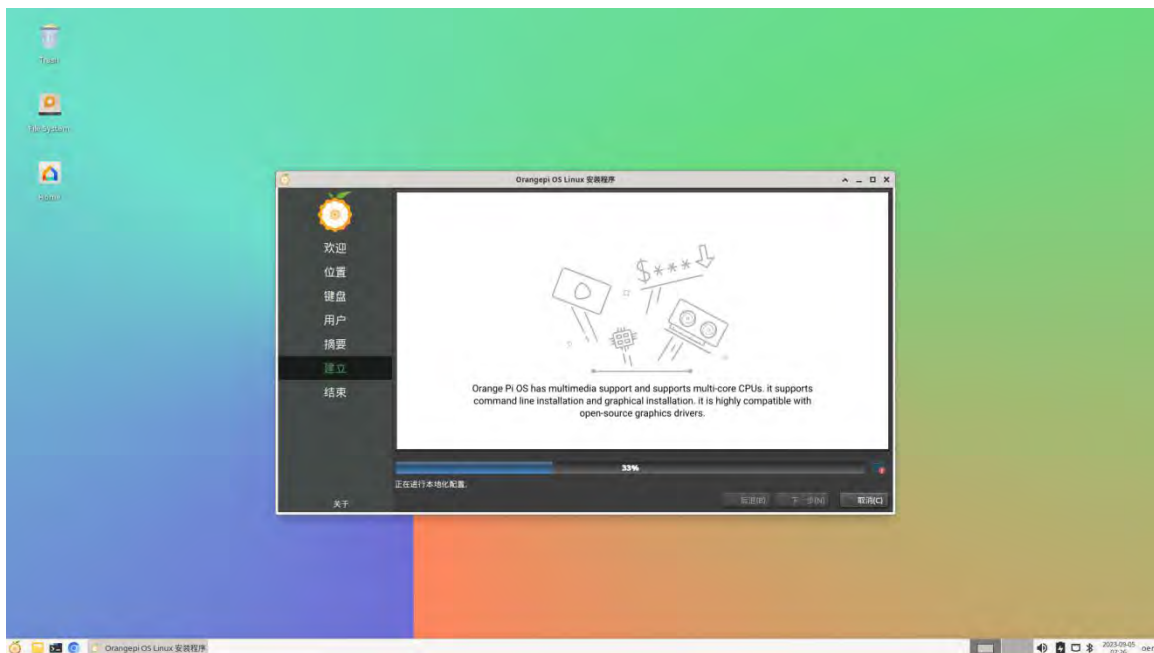 Trash
File System
Home
Orangepi OS Linux 安装程序
欢迎
位置
键盘
用户
摘要
建立
结束
关于
$***
Orange Pi OS has multimedia support and supports multi-core CPUs. it supports
command line installation and graphical installation. it is highly compatible with
open-source graphics drivers.
33%
正在进行本地化配置.
下一步(N)
取消(C)
Orangepi OS Linux 安装程序
2023-09-05